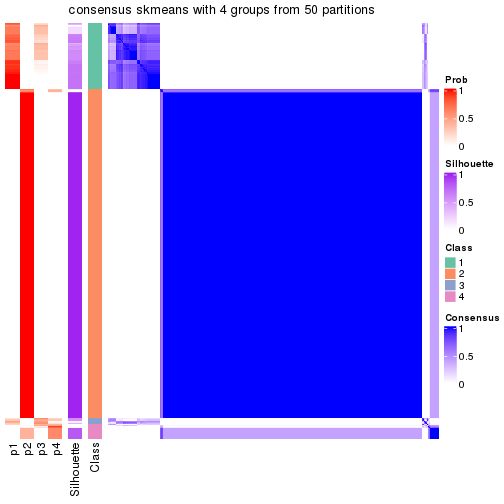 consensus skmeans with 4 groups from 50 partitions
Prob
1
0.5
0
Silhouette
1
0.5
0
Class
1
2
3
4
Consensus
1
0.5
0
p1
p2
p3
p4
Silhouette
Class